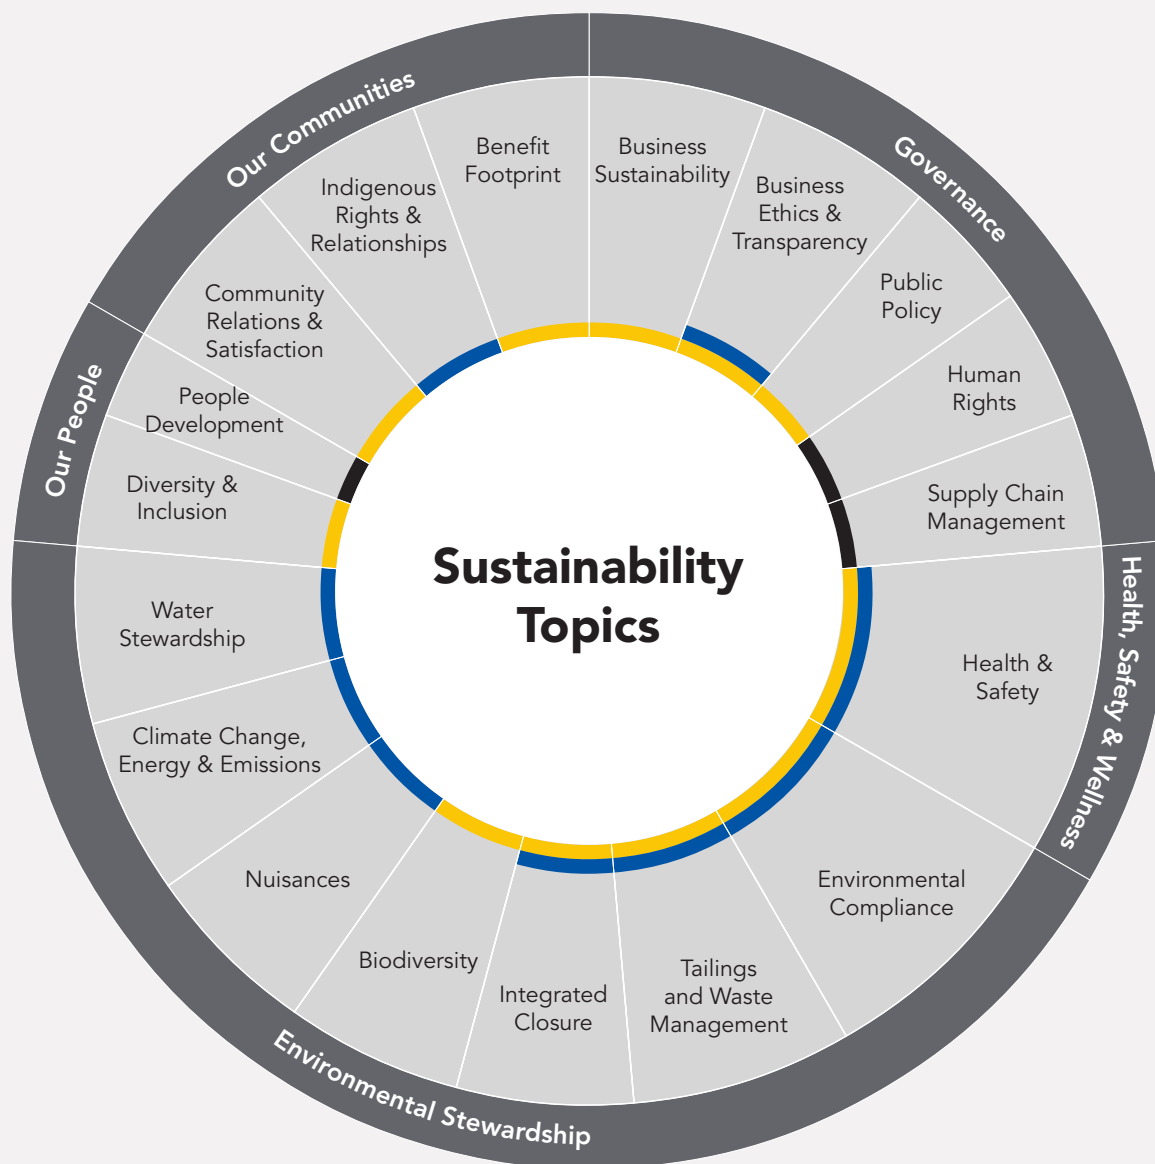 Sustainability
Topics
Our Communities
Governance
Health, Safety & Wellness
Environmental Stewardship
Our People
Benefit
Footprint
Business
Sustainability
Business
Ethics &
Transparency
Public
Policy
Human
Rights
Supply Chain
Management
Health &
Safety
Environmental
Compliance
Tailings
and Waste
Management
Integrated
Closure
Biodiversity
Nuisances
Climate Change,
Energy & Emissions
Water
Stewardship
Diversity &
Inclusion
People
Development
Community
Relations &
Satisfaction
Indigenous
Rights &
Relationships